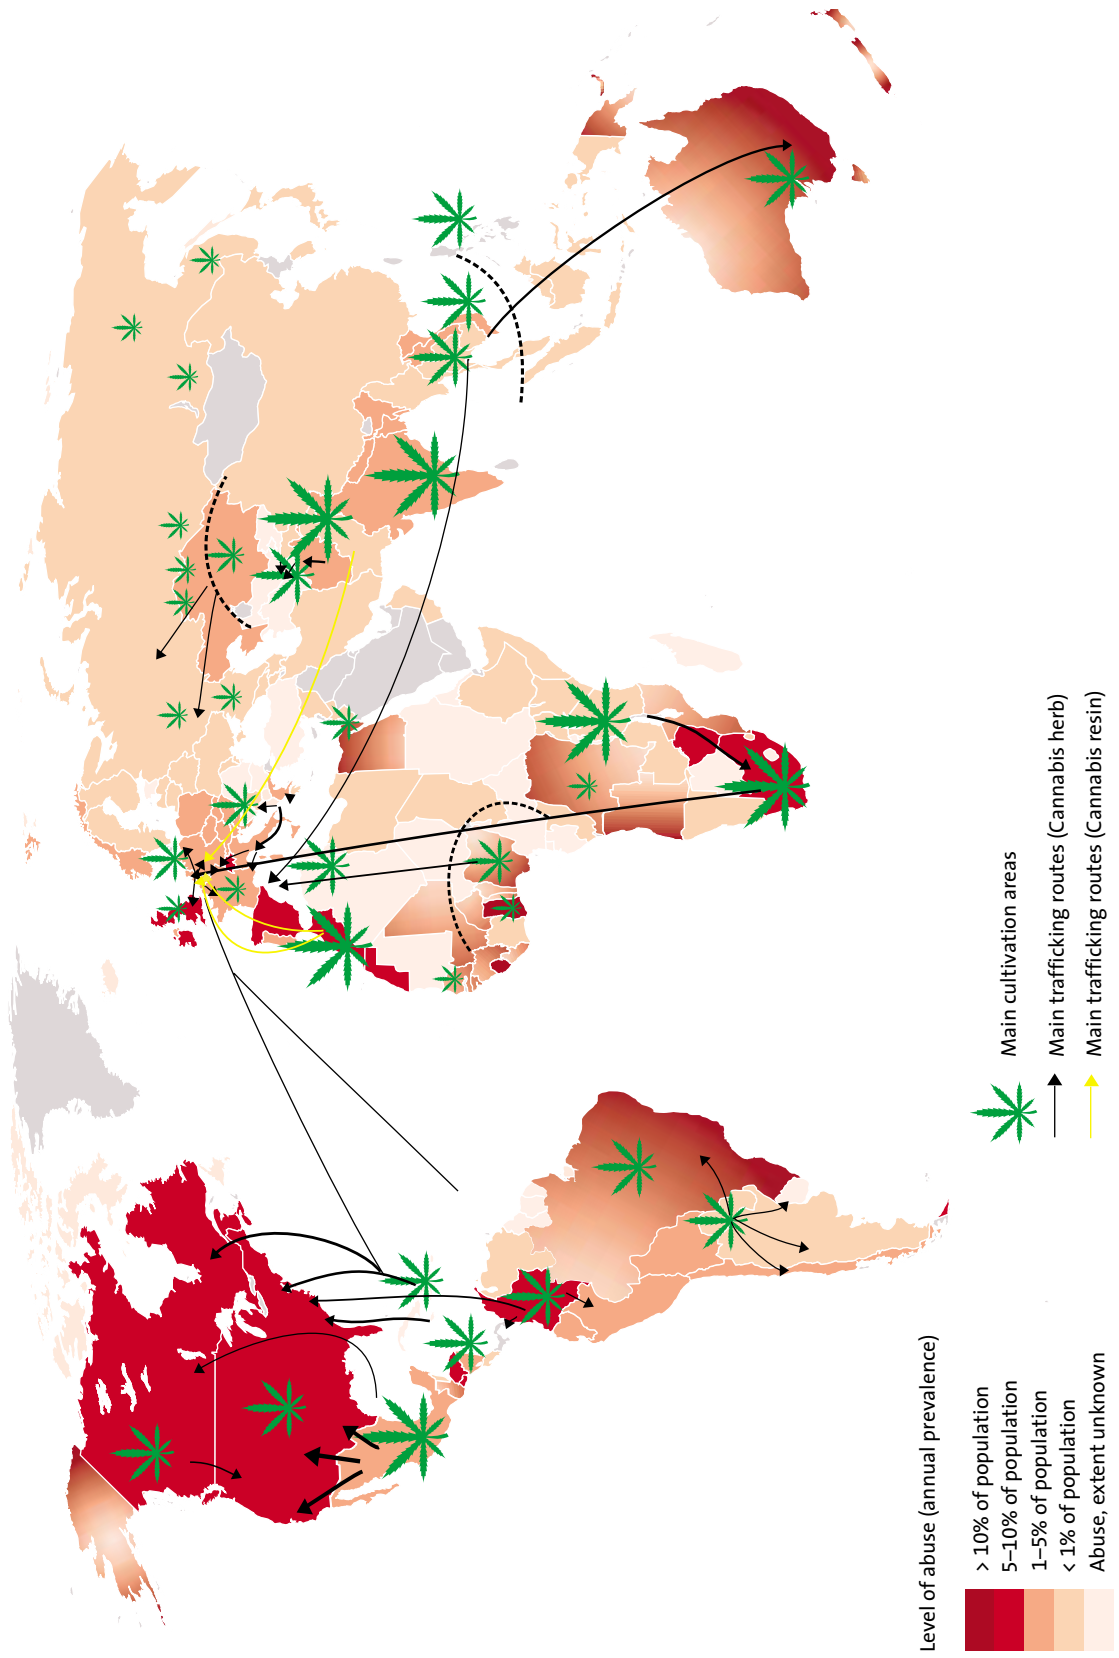 Level of abuse (annual prevalence)
> 10% of population
5–10% of population
1–5% of population
< 1% of population
Abuse, extent unknown
Main cultivation areas
Main trafficking routes (Cannabis herb)
Main trafficking routes (Cannabis resin)